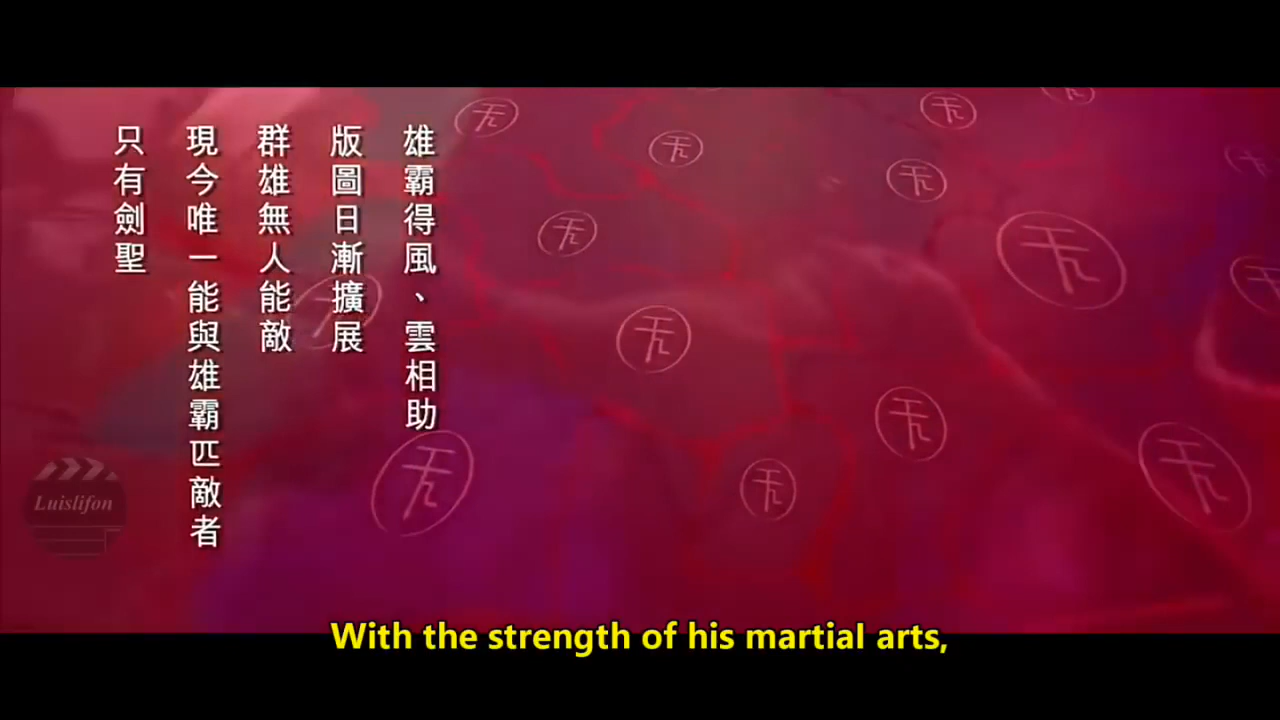 雄霸得風、雲相助
版圖日漸擴展
群雄無人能敵
現今唯一能與雄霸匹敵者
只有劍聖
Luislifon
With the strength of his martial arts,